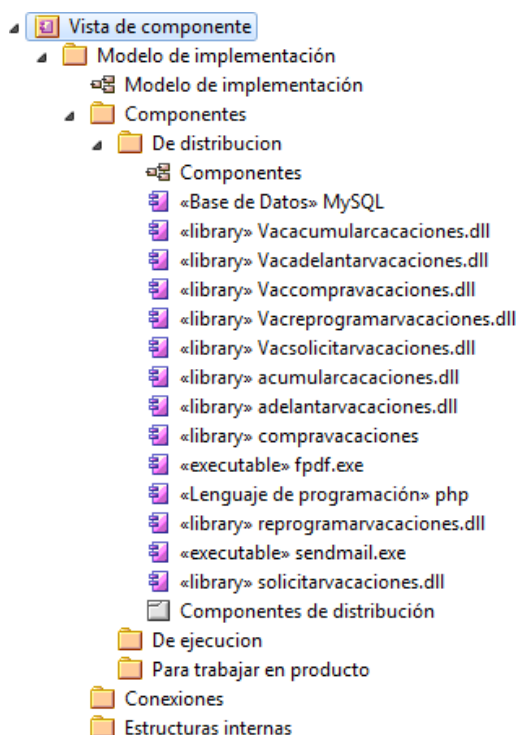 Vista de componente
Modelo de implementación
Modelo de implementación
Componentes
De distribucion
Componentes
«Base de Datos» MySQL
«library» Vacacumularcacaciones.dll
«library» Vacadelantarvacaciones.dll
«library» Vaccompravacaciones.dll
«library» Vacreprogramarvacaciones.dll
«library» Vacsolicitarvacaciones.dll
«library» acumularcacaciones.dll
«library» adelantarvacaciones.dll
«library» compravacaciones
«executable» fpdf.exe
«Lenguaje de programación» php
«library» reprogramarvacaciones.dll
«executable» sendmail.exe
«library» solicitarvacaciones.dll
Componentes de distribución
De ejecucion
Para trabajar en producto
Conexiones
Estructuras internas